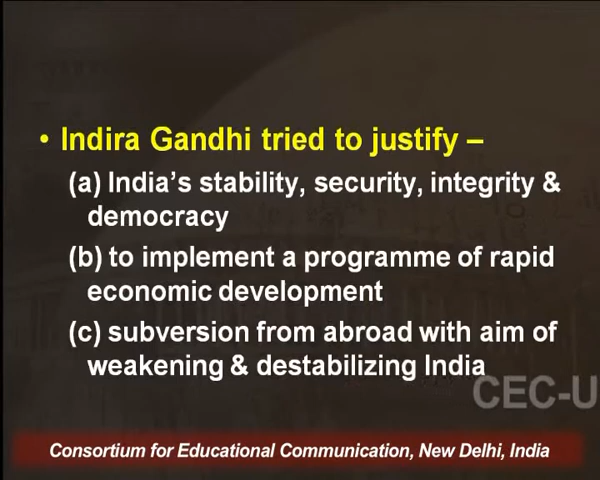 • Indira Gandhi tried to justify –
(a) India's stability, security, integrity &
democracy
(b) to implement a programme of rapid
economic development
(c) subversion from abroad with aim of
weakening & destabilizing India
CEC-U
Consortium for Educational Communication, New Delhi, India